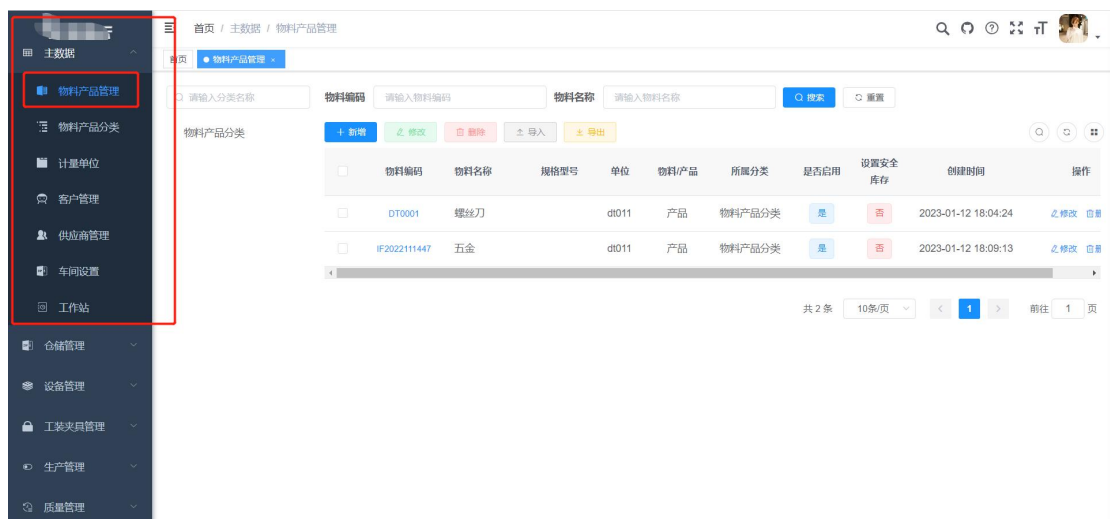 首页 / 主数据 / 物料产品管理
主数据
首页 物料产品管理 ×
物料产品管理
物料产品分类
计量单位
客户管理
供应商管理
车间设置
工作站
仓储管理
设备管理
工装夹具管理
生产管理
质量管理
请输入分类名称
物料产品分类
物料编码 请输入物料编码 物料名称 请输入物料名称 搜索 重置
+ 新增 修改 删除 导入 导出
物料编码 物料名称 规格型号 单位 物料/产品 所属分类 是否启用 设置安全库存 创建时间 操作
DT0001 螺丝刀 dt011 产品 物料产品分类 是 否 2023-01-12 18:04:24 修改
IF2022111447 五金 dt011 产品 物料产品分类 是 否 2023-01-12 18:09:13 修改
共 2 条 10条/页 < 1 > 前往 1 页